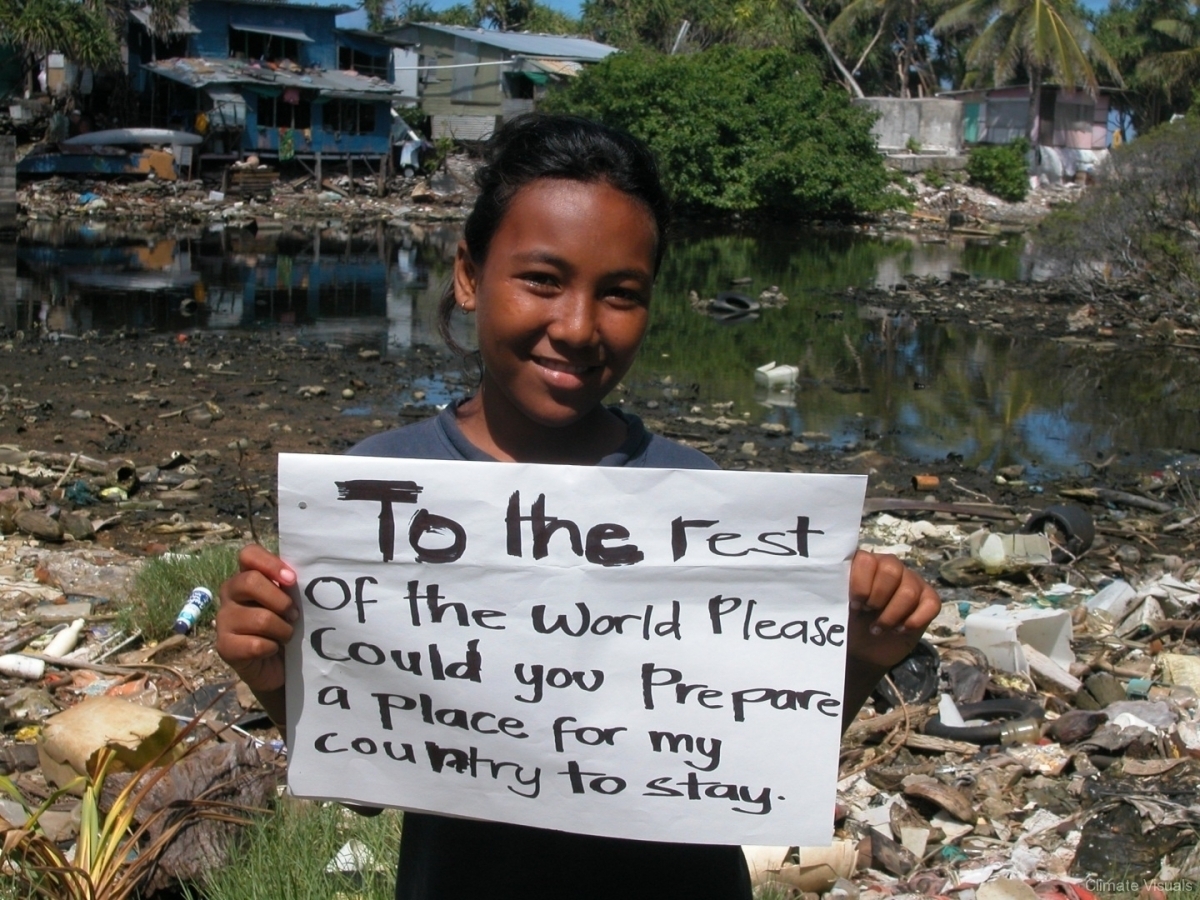 To the rest
Of the World Please
Could you Prepare
a place for my
country to stay.
Climate Visuals